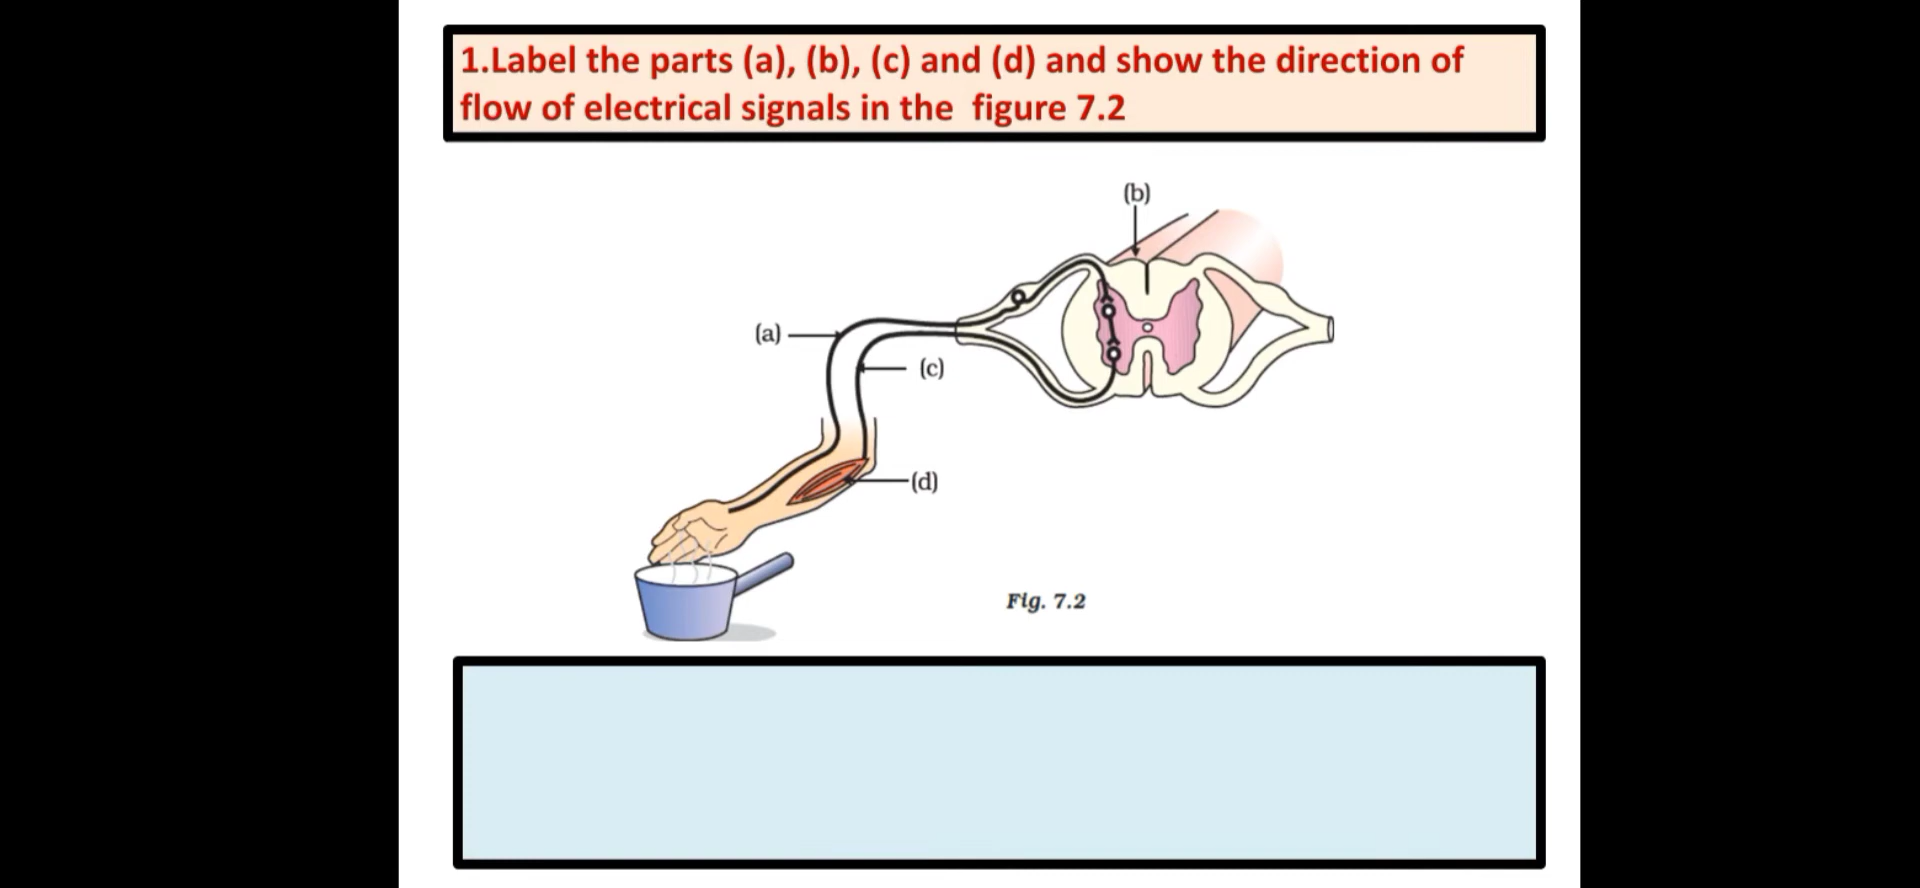 1.Label the parts (a), (b), (c) and (d) and show the direction of
flow of electrical signals in the figure 7.2
(b)
(a)
(c)
(d)
Fig. 7.2